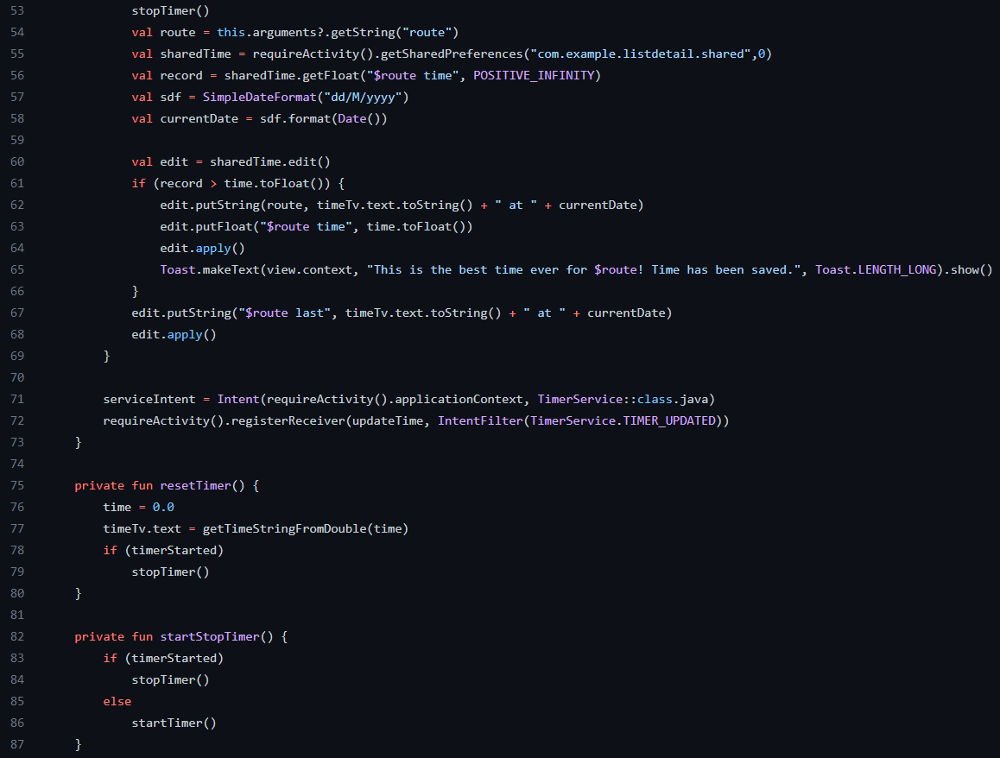 53 stopTimer()
54 val route = this.arguments?.getString("route")
55 val sharedTime = requireActivity().getSharedPreferences("com.example.listdetail.shared",0)
56 val record = sharedTime.getFloat("$route time", POSITIVE_INFINITY)
57 val sdf = SimpleDateFormat("dd/M/yyyy")
58 val currentDate = sdf.format(Date())
59
60 val edit = sharedTime.edit()
61 if (record > time.toFloat()) {
62 edit.putString(route, timeTv.text.toString() + " at " + currentDate)
63 edit.putFloat("$route time", time.toFloat())
64 edit.apply()
65 Toast.makeText(view.context, "This is the best time ever for $route! Time has been saved.", Toast.LENGTH_LONG).show()
66 }
67 edit.putString("$route last", timeTv.text.toString() + " at " + currentDate)
68 edit.apply()
69 }
70
71 serviceIntent = Intent(requireActivity().applicationContext, TimerService::class.java)
72 requireActivity().registerReceiver(updateTime, IntentFilter(TimerService.TIMER_UPDATED))
73 }
74
75 private fun resetTimer() {
76 time = 0.0
77 timeTv.text = getTimeStringFromDouble(time)
78 if (timerStarted)
79 stopTimer()
80 }
81
82 private fun startStopTimer() {
83 if (timerStarted)
84 stopTimer()
85 else
86 startTimer()
87 }